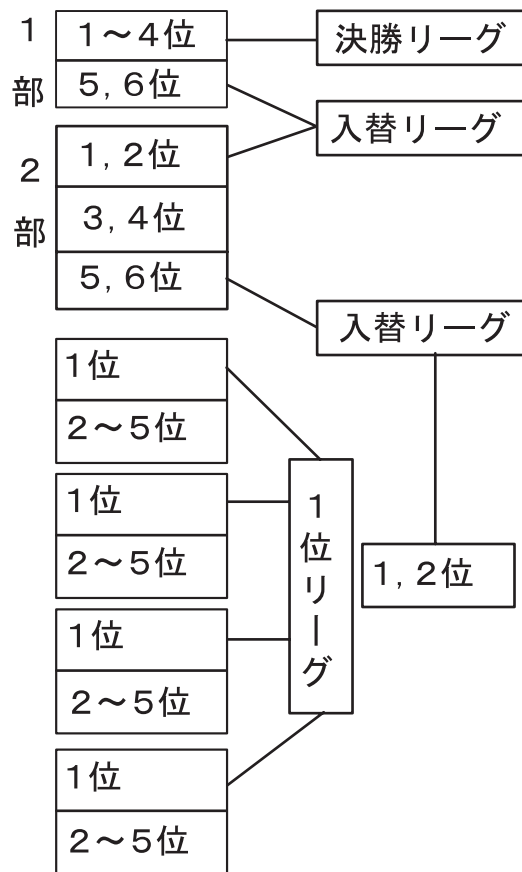 1部
1〜4位
決勝リーグ
5,6位
入替リーグ
2部
1,2位
3,4位
5,6位
入替リーグ
1位
2〜5位
1位
2〜5位
1位リーグ
1,2位
1位
2〜5位
1位
2〜5位